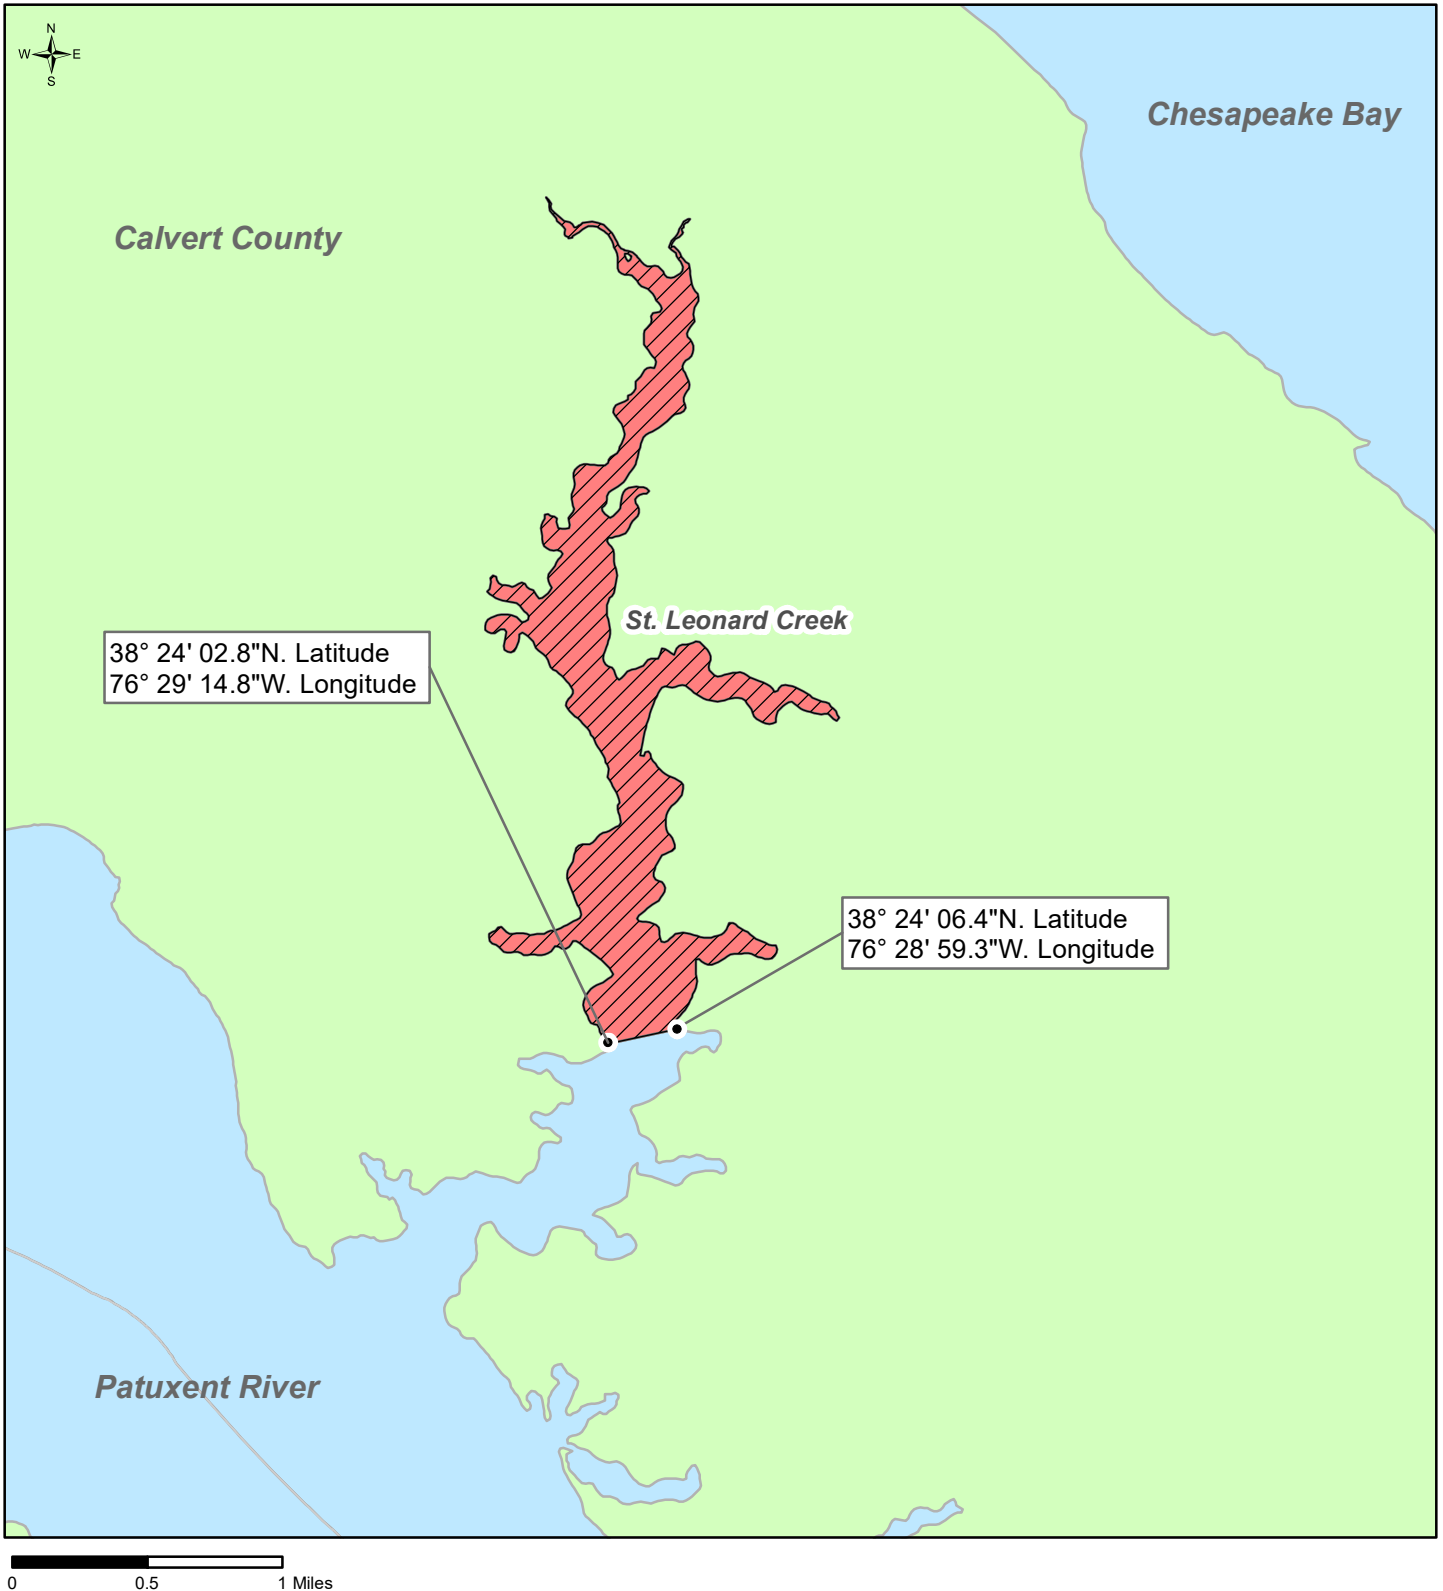 N
W E
S
Chesapeake Bay
Calvert County
St. Leonard Creek
38° 24' 02.8"N. Latitude
76° 29' 14.8"W. Longitude
38° 24' 06.4"N. Latitude
76° 28' 59.3"W. Longitude
Patuxent River
0 0.5 1 Miles